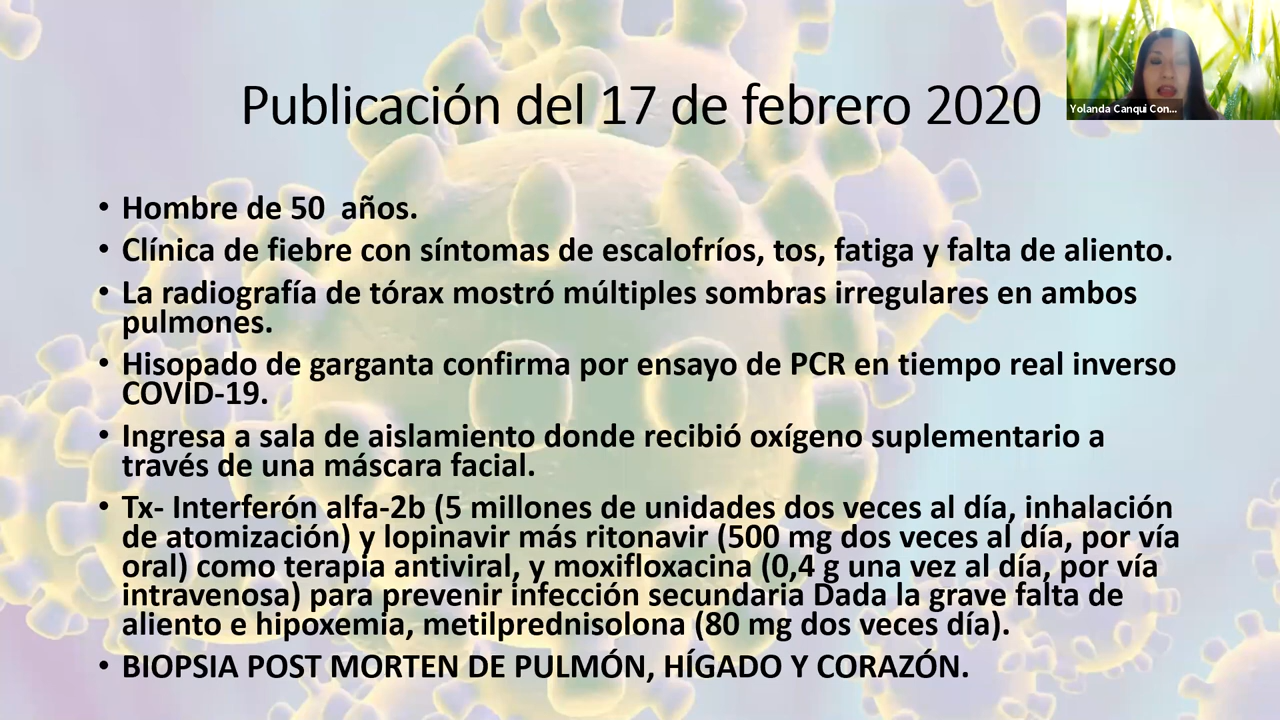 Publicación del 17 de febrero 2020
Yolanda Canqui Con...
• Hombre de 50  años.
• Clínica de fiebre con síntomas de escalofríos, tos, fatiga y falta de aliento.
• La radiografía de tórax mostró múltiples sombras irregulares en ambos
pulmones.
• Hisopado de garganta confirma por ensayo de PCR en tiempo real inverso
COVID-19.
• Ingresa a sala de aislamiento donde recibió oxígeno suplementario a
través de una máscara facial.
• Tx- Interferón alfa-2b (5 millones de unidades dos veces al día, inhalación
de atomización) y lopinavir más ritonavir (500 mg dos veces al día, por vía
oral) como terapia antiviral, y moxifloxacina (0,4 g una vez al día, por vía
intravenosa) para prevenir infección secundaria Dada la grave falta de
aliento e hipoxemia, metilprednisolona (80 mg dos veces día).
• BIOPSIA POST MORTEN DE PULMÓN, HÍGADO Y CORAZÓN.